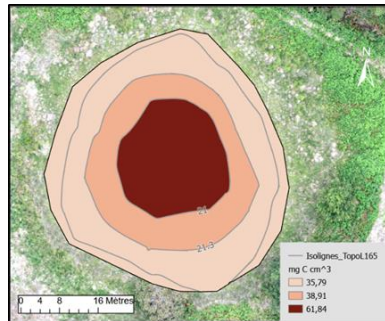 N
21
21.3
Isolignes_TopoL165
mg C cm^3
35,79
38,91
61,84
0 4 8 16 Mètres